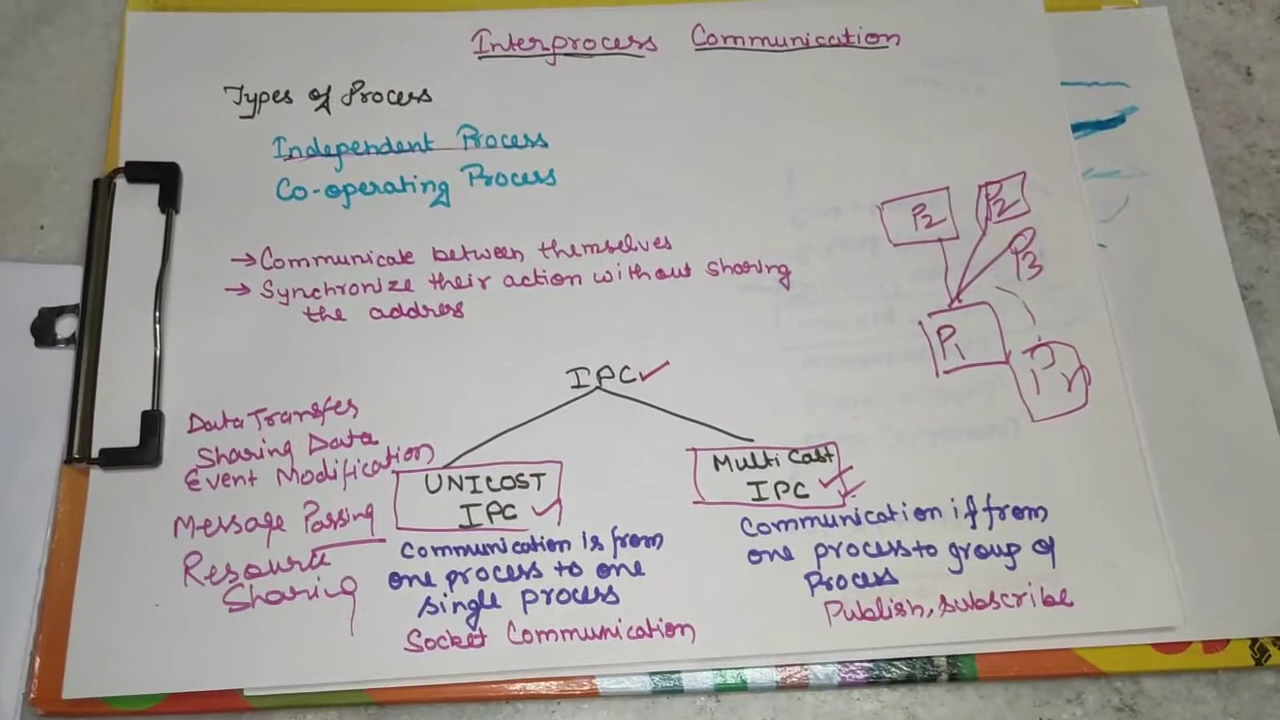 Interprocess Communication
Types of Process
Independent Process
Co-operating Process
→ Communicate between themselves
→ Synchronize their action without sharing
the address
P2
P2
P3
P1
Pn
IPC
Data Transfer
Sharing Data
Event Modification
Message Passing
Resource
Sharing
UNICOST
IPC
Communication is from
one process to one
single process
Socket Communication
Multi Cast
IPC
Communication if from
one process to group of
Process
Publish, subscribe